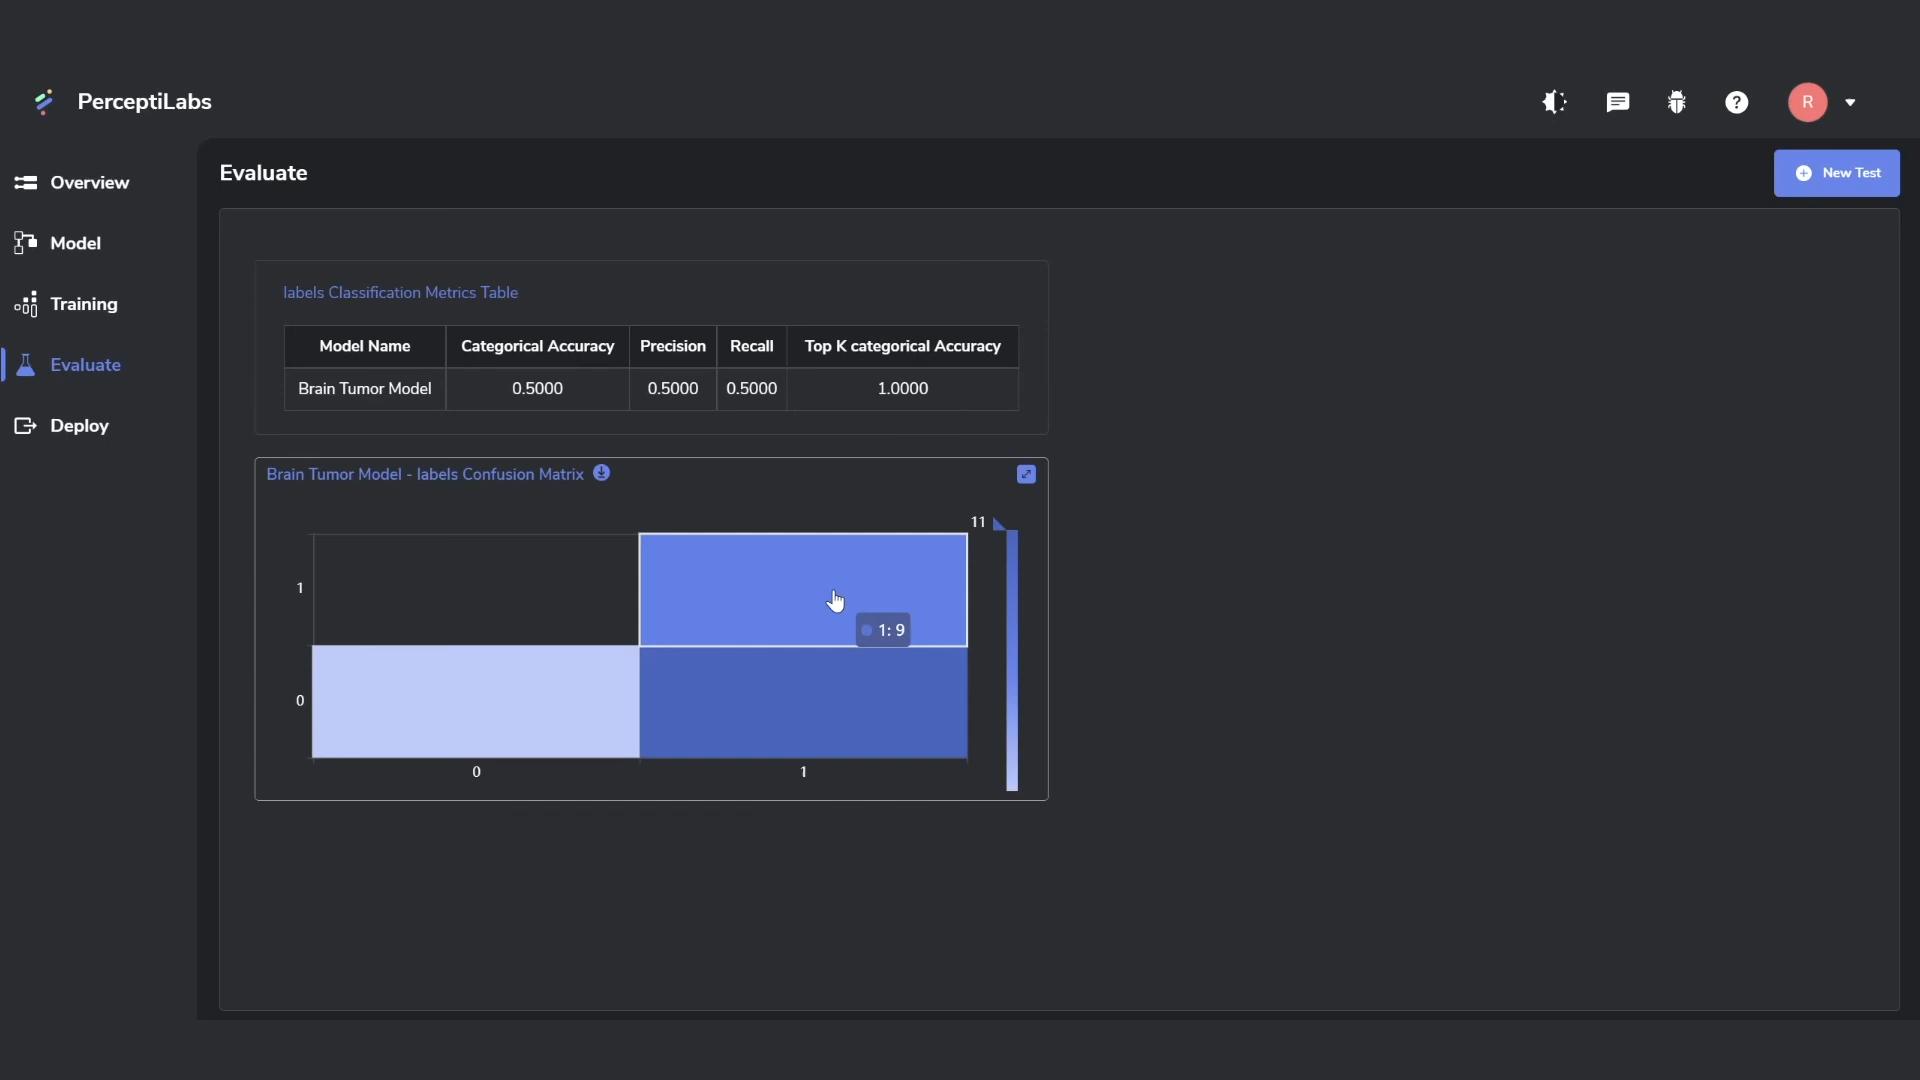 PerceptiLabs
R
Overview
Model
Training
Evaluate
Deploy
Evaluate
New Test
labels Classification Metrics Table
Model Name Categorical Accuracy Precision Recall Top K categorical Accuracy
Brain Tumor Model 0.5000 0.5000 0.5000 1.0000
Brain Tumor Model - labels Confusion Matrix
11
1
1: 9
0
0 1